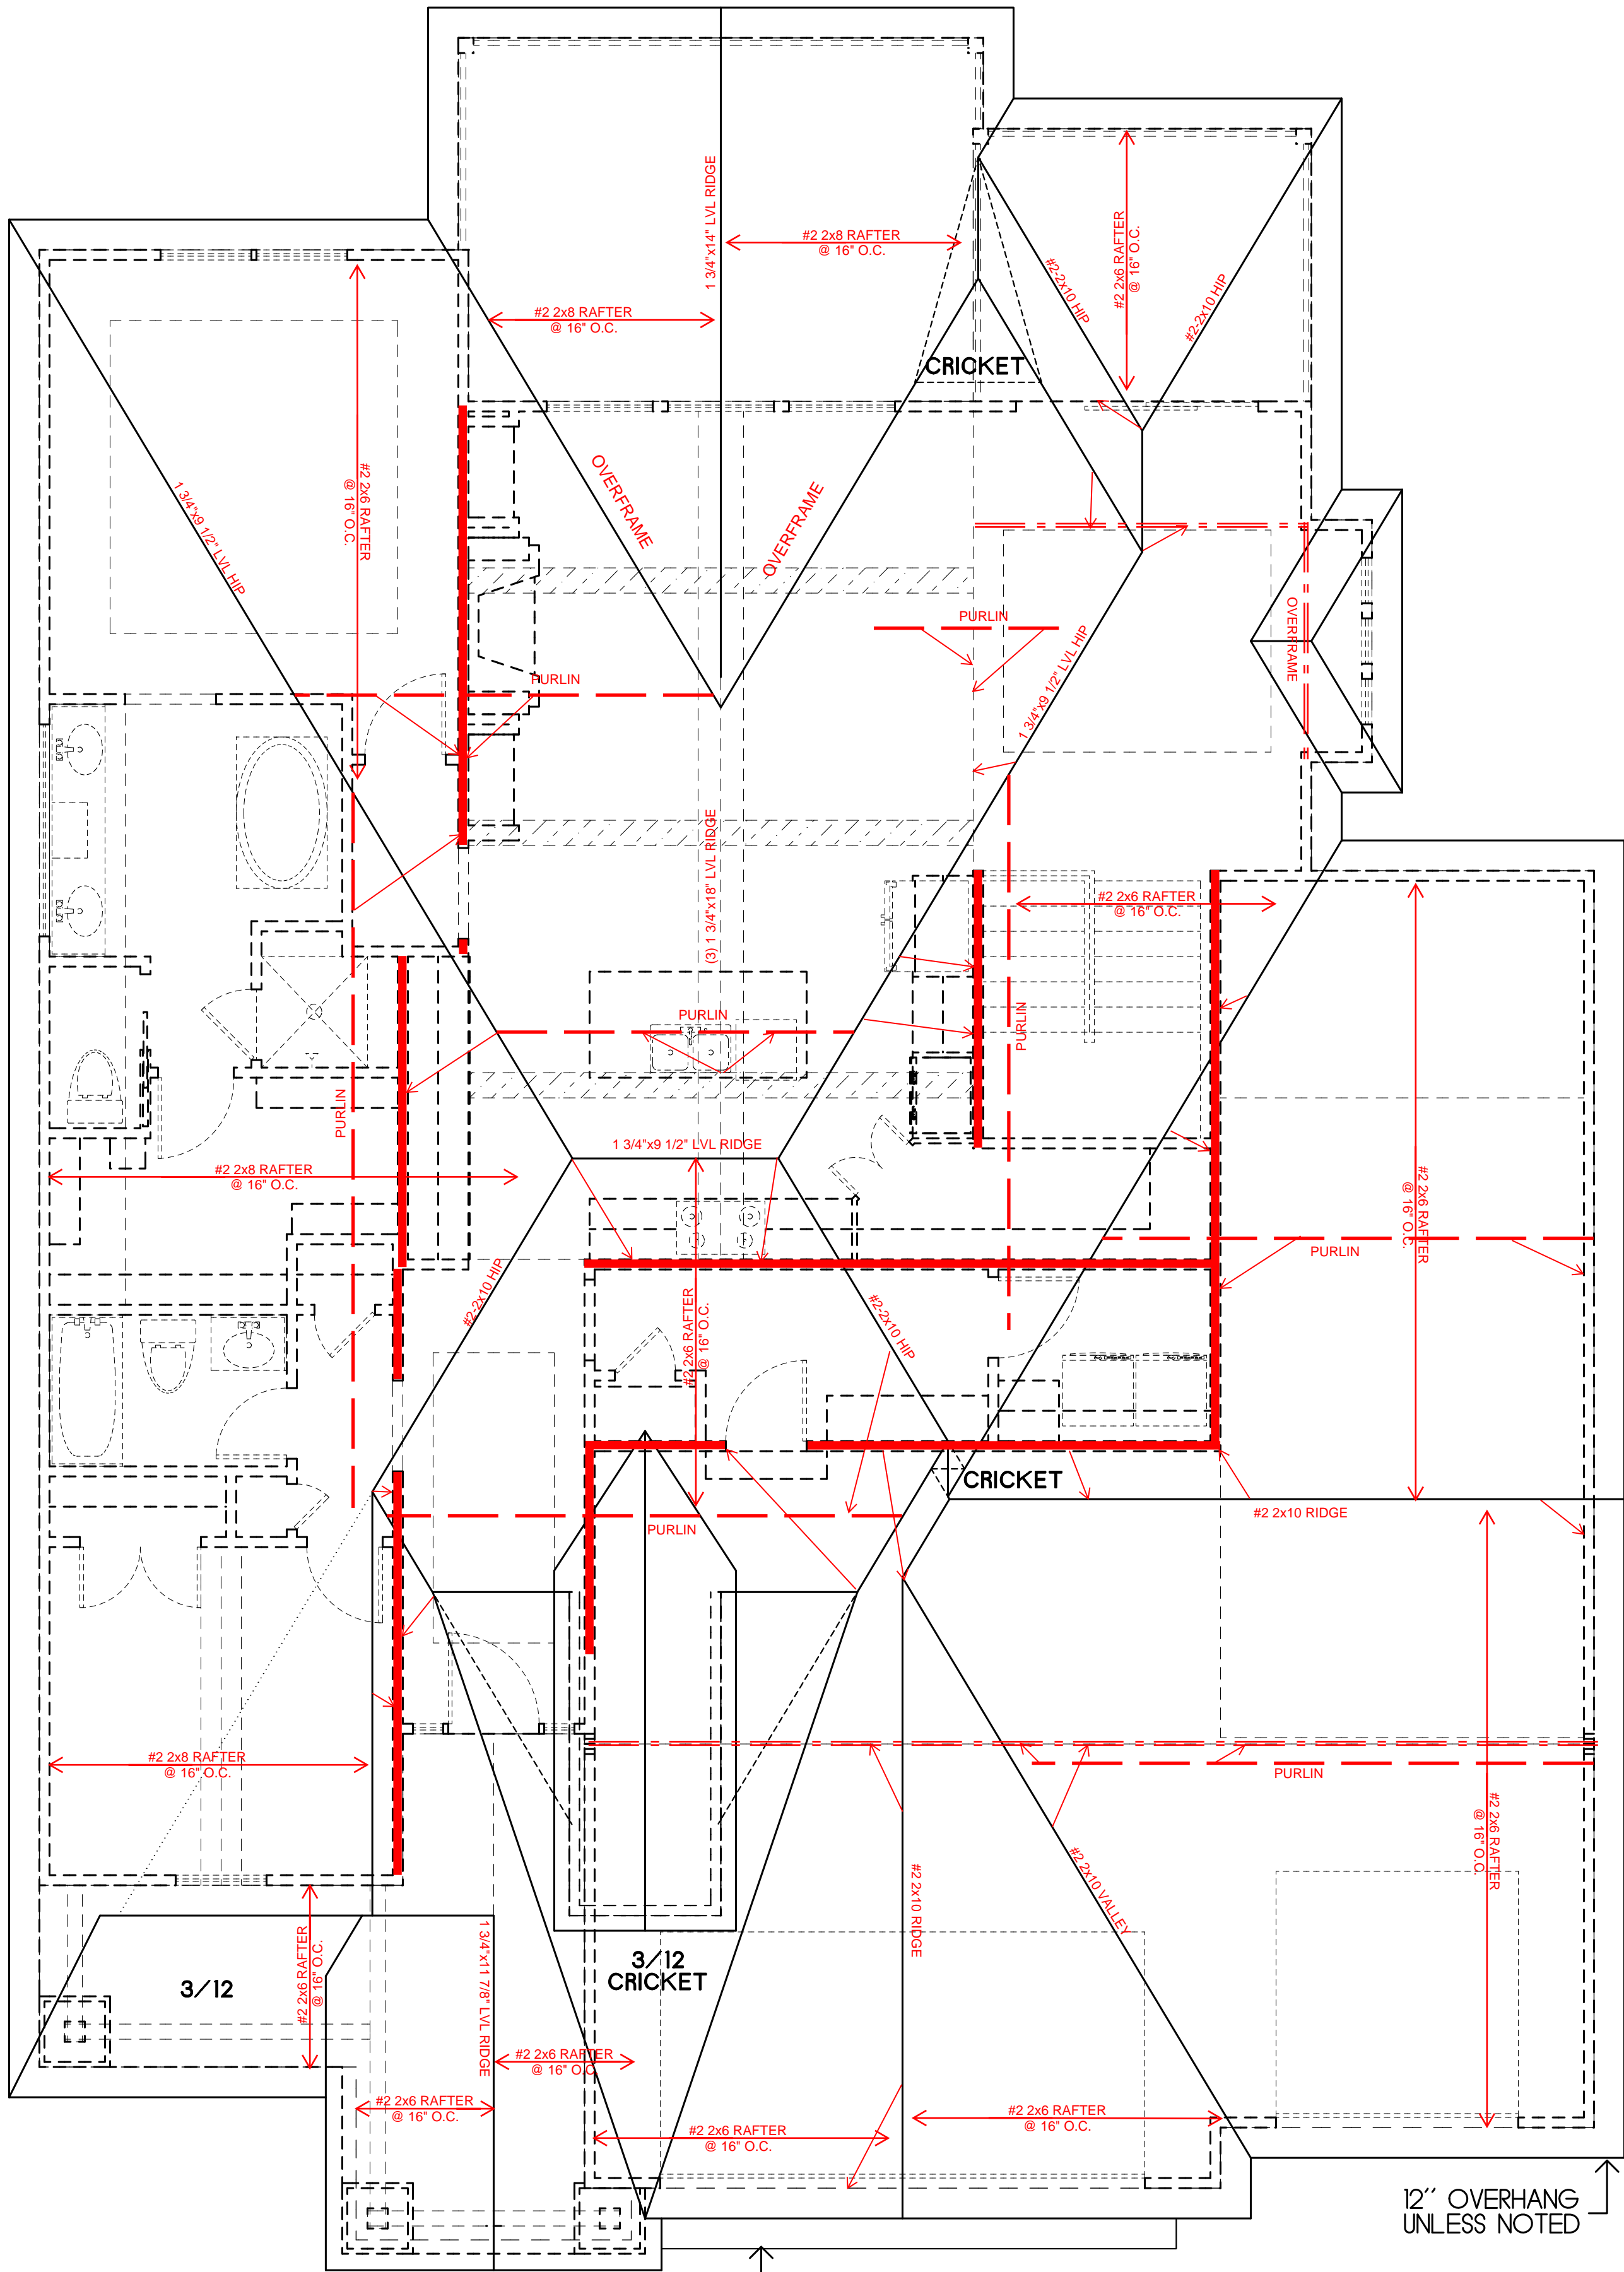 1 3/4"x14" LVL RIDGE
#2 2x8 RAFTER
@ 16" O.C.
#2 2x6 RAFTER
@ 16" O.C.
#2-2x10 HIP
#2-2x10 HIP
#2 2x8 RAFTER
@ 16" O.C.
CRICKET
#2 2x6 RAFTER
@ 16" O.C.
1 3/4"x9 1/2" LVL HIP
OVERFRAME
OVERFRAME
PURLIN
OVERFRAME
1 3/4"x9 1/2" LVL HIP
PURLIN
(3) 1 3/4"x18" LVL RIDGE
#2 2x6 RAFTER
@ 16" O.C.
PURLIN
PURLIN
PURLIN
1 3/4"x9 1/2" LVL RIDGE
#2 2x8 RAFTER
@ 16" O.C.
#2 2x6 RAFTER
@ 16" O.C.
PURLIN
#2-2x10 HIP
#2 2x6 RAFTER
@ 16" O.C.
#2-2x10 HIP
CRICKET
#2 2x10 RIDGE
PURLIN
#2 2x8 RAFTER
@ 16" O.C.
PURLIN
#2 2x6 RAFTER
@ 16" O.C.
#2 2x10 RIDGE
#2 2x10 VALLEY
3/12
#2 2x6 RAFTER
@ 16" O.C.
1 3/4"x11 7/8" LVL RIDGE
3/12
CRICKET
#2 2x6 RAFTER
@ 16" O.C.
#2 2x6 RAFTER
@ 16" O.C.
#2 2x6 RAFTER
@ 16" O.C.
#2 2x6 RAFTER
@ 16" O.C.
12'' OVERHANG
UNLESS NOTED